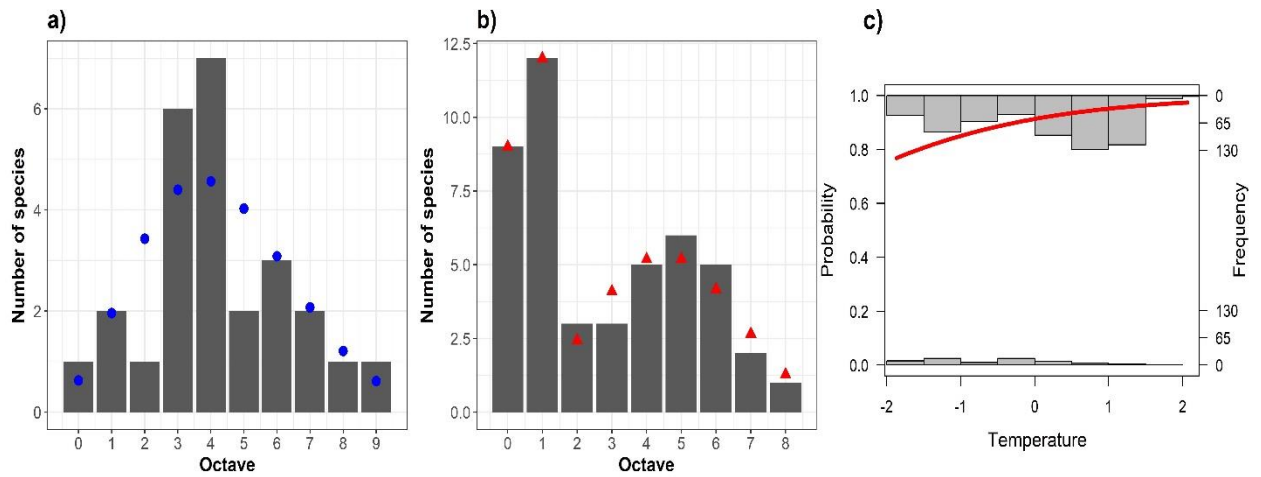 a)
Number of species
6
4
2
0
0 1 2 3 4 5 6 7 8 9
Octave
b)
Number of species
12.5
10.0
7.5
5.0
2.5
0.0
0 1 2 3 4 5 6 7 8
Octave
c)
Probability
1.0
0.8
0.6
0.4
0.2
0.0
-2 -1 0 1 2
Temperature
0
65
130
130
65
0
Frequency